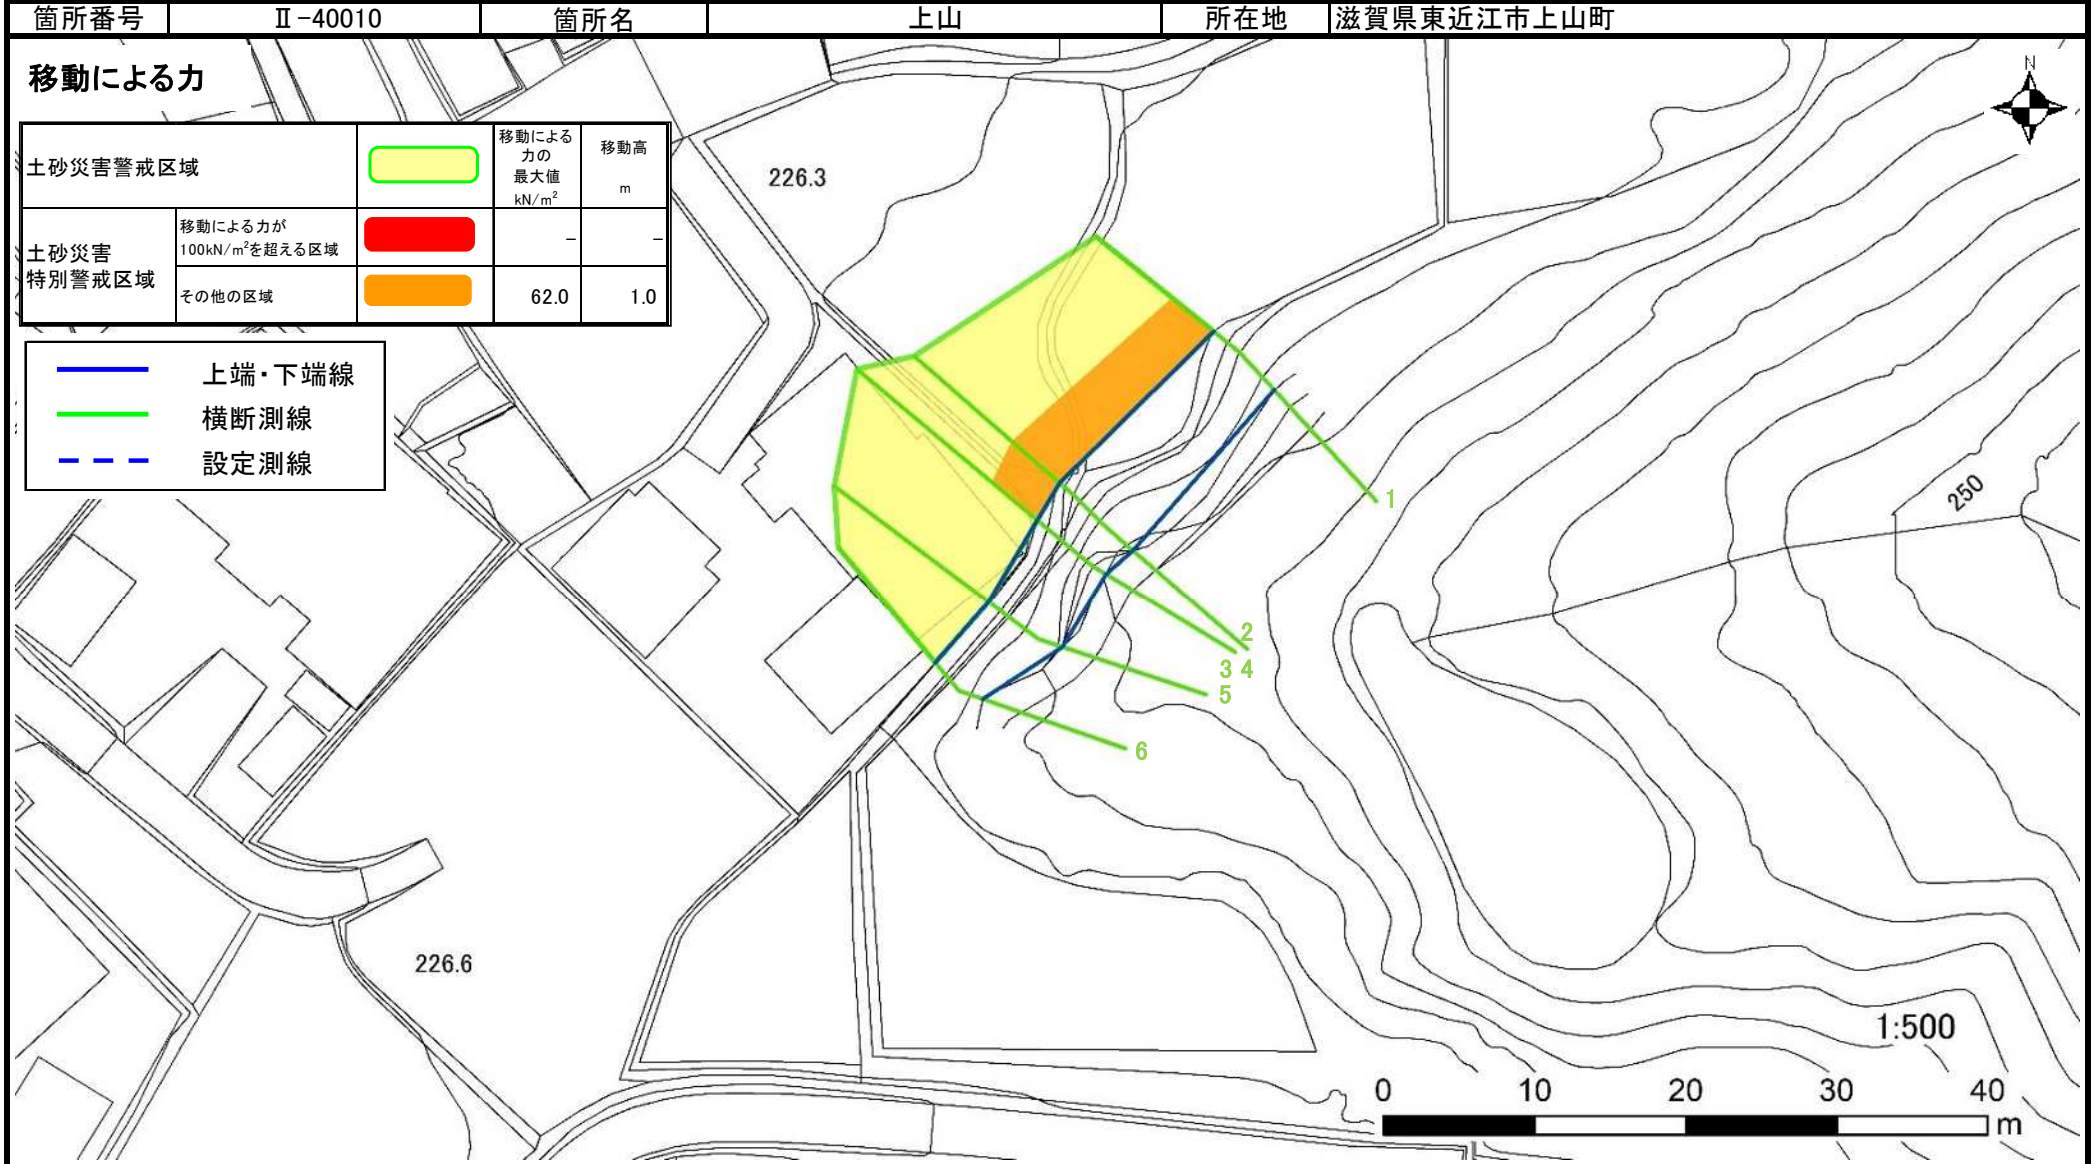 箇所番号 Ⅱ-40010 箇所名 上山 所在地 滋賀県東近江市上山町
移動による力
移動による
力の
最大値
kN/m²
移動高
m
土砂災害警戒区域
土砂災害
特別警戒区域
移動による力が
100kN/m²を超える区域
－ －
その他の区域
62.0 1.0
上端・下端線
横断測線
設定測線
N
226.3
250
1
2
3 4
5
6
226.6
1:500
0 10 20 30 40
m